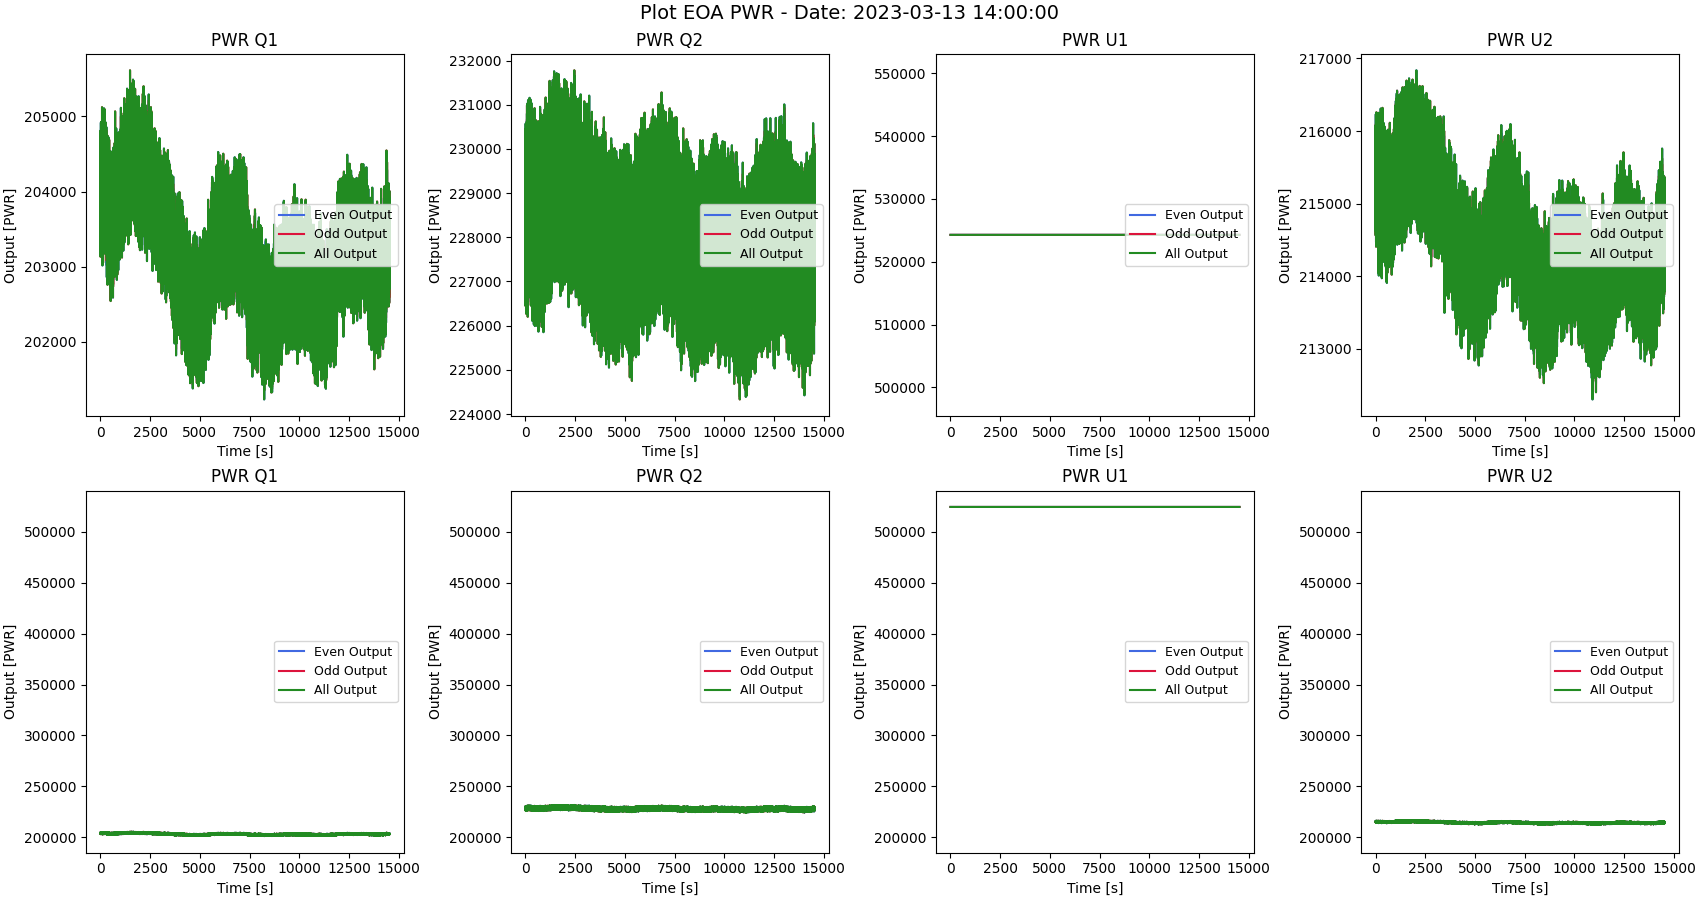 Plot EOA PWR - Date: 2023-03-13 14:00:00
PWR Q1
PWR Q2
PWR U1
PWR U2
Output [PWR]
205000
204000
203000
202000
Even Output
Odd Output
All Output
0 2500 5000 7500 10000 12500 15000
Time [s]
Output [PWR]
232000
231000
230000
229000
228000
227000
226000
225000
224000
Even Output
Odd Output
All Output
0 2500 5000 7500 10000 12500 15000
Time [s]
Output [PWR]
550000
540000
530000
520000
510000
500000
Even Output
Odd Output
All Output
0 2500 5000 7500 10000 12500 15000
Time [s]
Output [PWR]
217000
216000
215000
214000
213000
Even Output
Odd Output
All Output
0 2500 5000 7500 10000 12500 15000
Time [s]
PWR Q1
PWR Q2
PWR U1
PWR U2
Output [PWR]
500000
450000
400000
350000
300000
250000
200000
Even Output
Odd Output
All Output
0 2500 5000 7500 10000 12500 15000
Time [s]
Output [PWR]
500000
450000
400000
350000
300000
250000
200000
Even Output
Odd Output
All Output
0 2500 5000 7500 10000 12500 15000
Time [s]
Output [PWR]
500000
450000
400000
350000
300000
250000
200000
Even Output
Odd Output
All Output
0 2500 5000 7500 10000 12500 15000
Time [s]
Output [PWR]
500000
450000
400000
350000
300000
250000
200000
Even Output
Odd Output
All Output
0 2500 5000 7500 10000 12500 15000
Time [s]